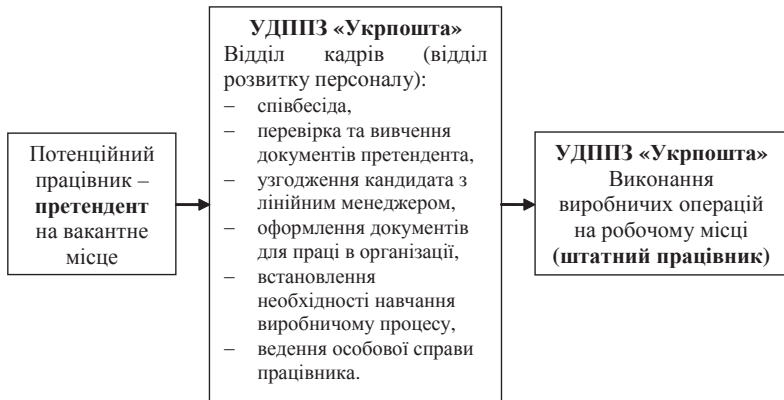 Потенційний
працівник –
претендент
на вакантне
місце
УДППЗ «Укрпошта»
Відділ кадрів (відділ
розвитку персоналу):
– співбесіда,
– перевірка та вивчення
документів претендента,
– узгодження кандидата з
лінійним менеджером,
– оформлення документів
для праці в організації,
– встановлення
необхідності навчання
виробничому процесу,
– ведення особової справи
працівника.
УДППЗ «Укрпошта»
Виконання
виробничих операцій
на робочому місці
(штатний працівник)